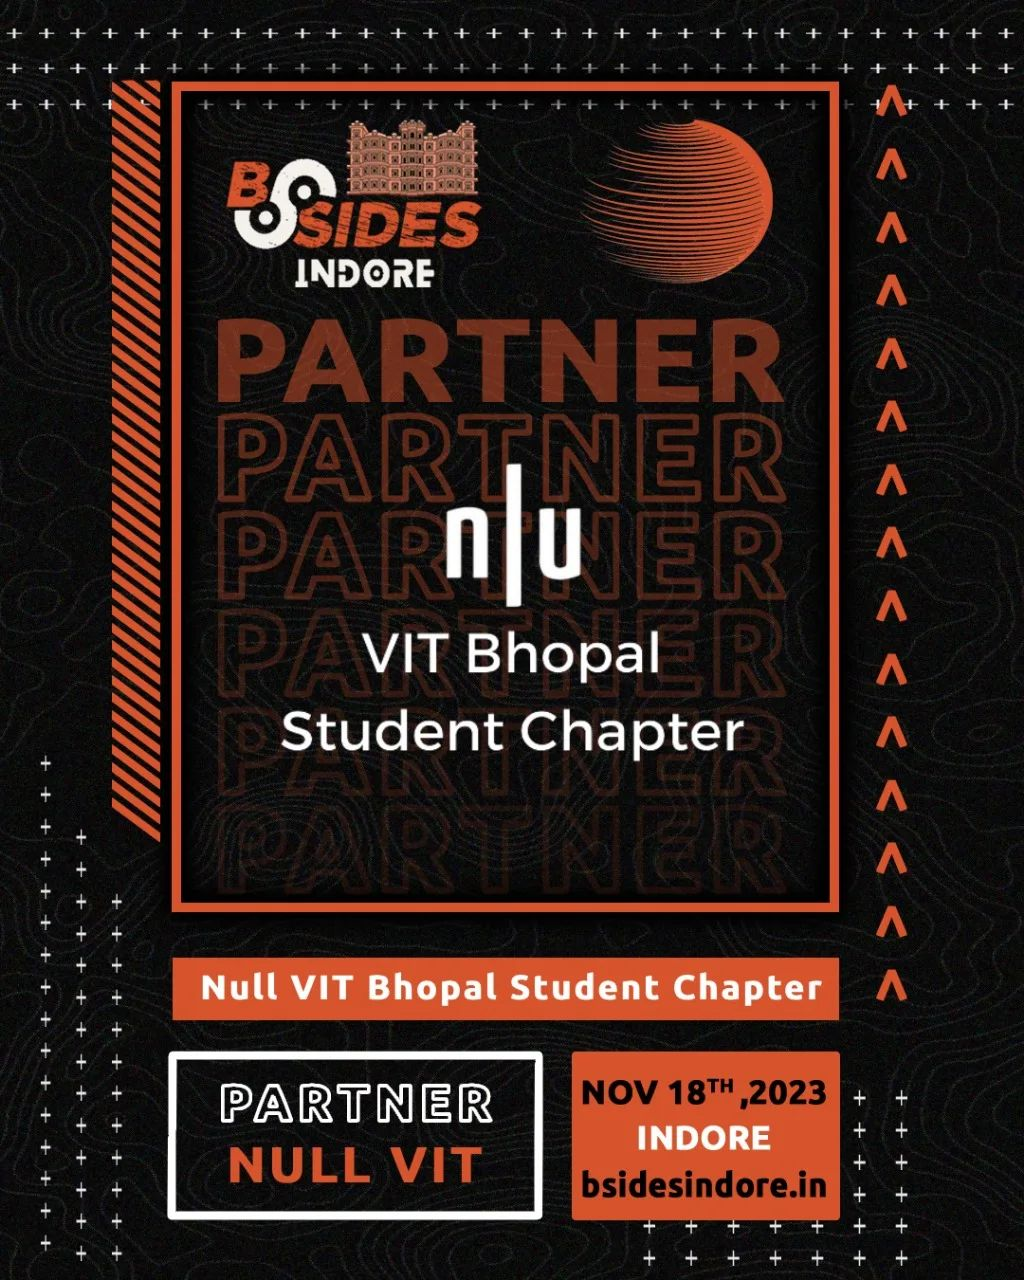 BSIDES
INDORE
PARTNER
PARTNER
PARTNER
PARTNER
PARTNER
PARTNER
n|u
VIT Bhopal
Student Chapter
Null VIT Bhopal Student Chapter
PARTNER
NULL VIT
NOV 18TH ,2023
INDORE
bsidesindore.in